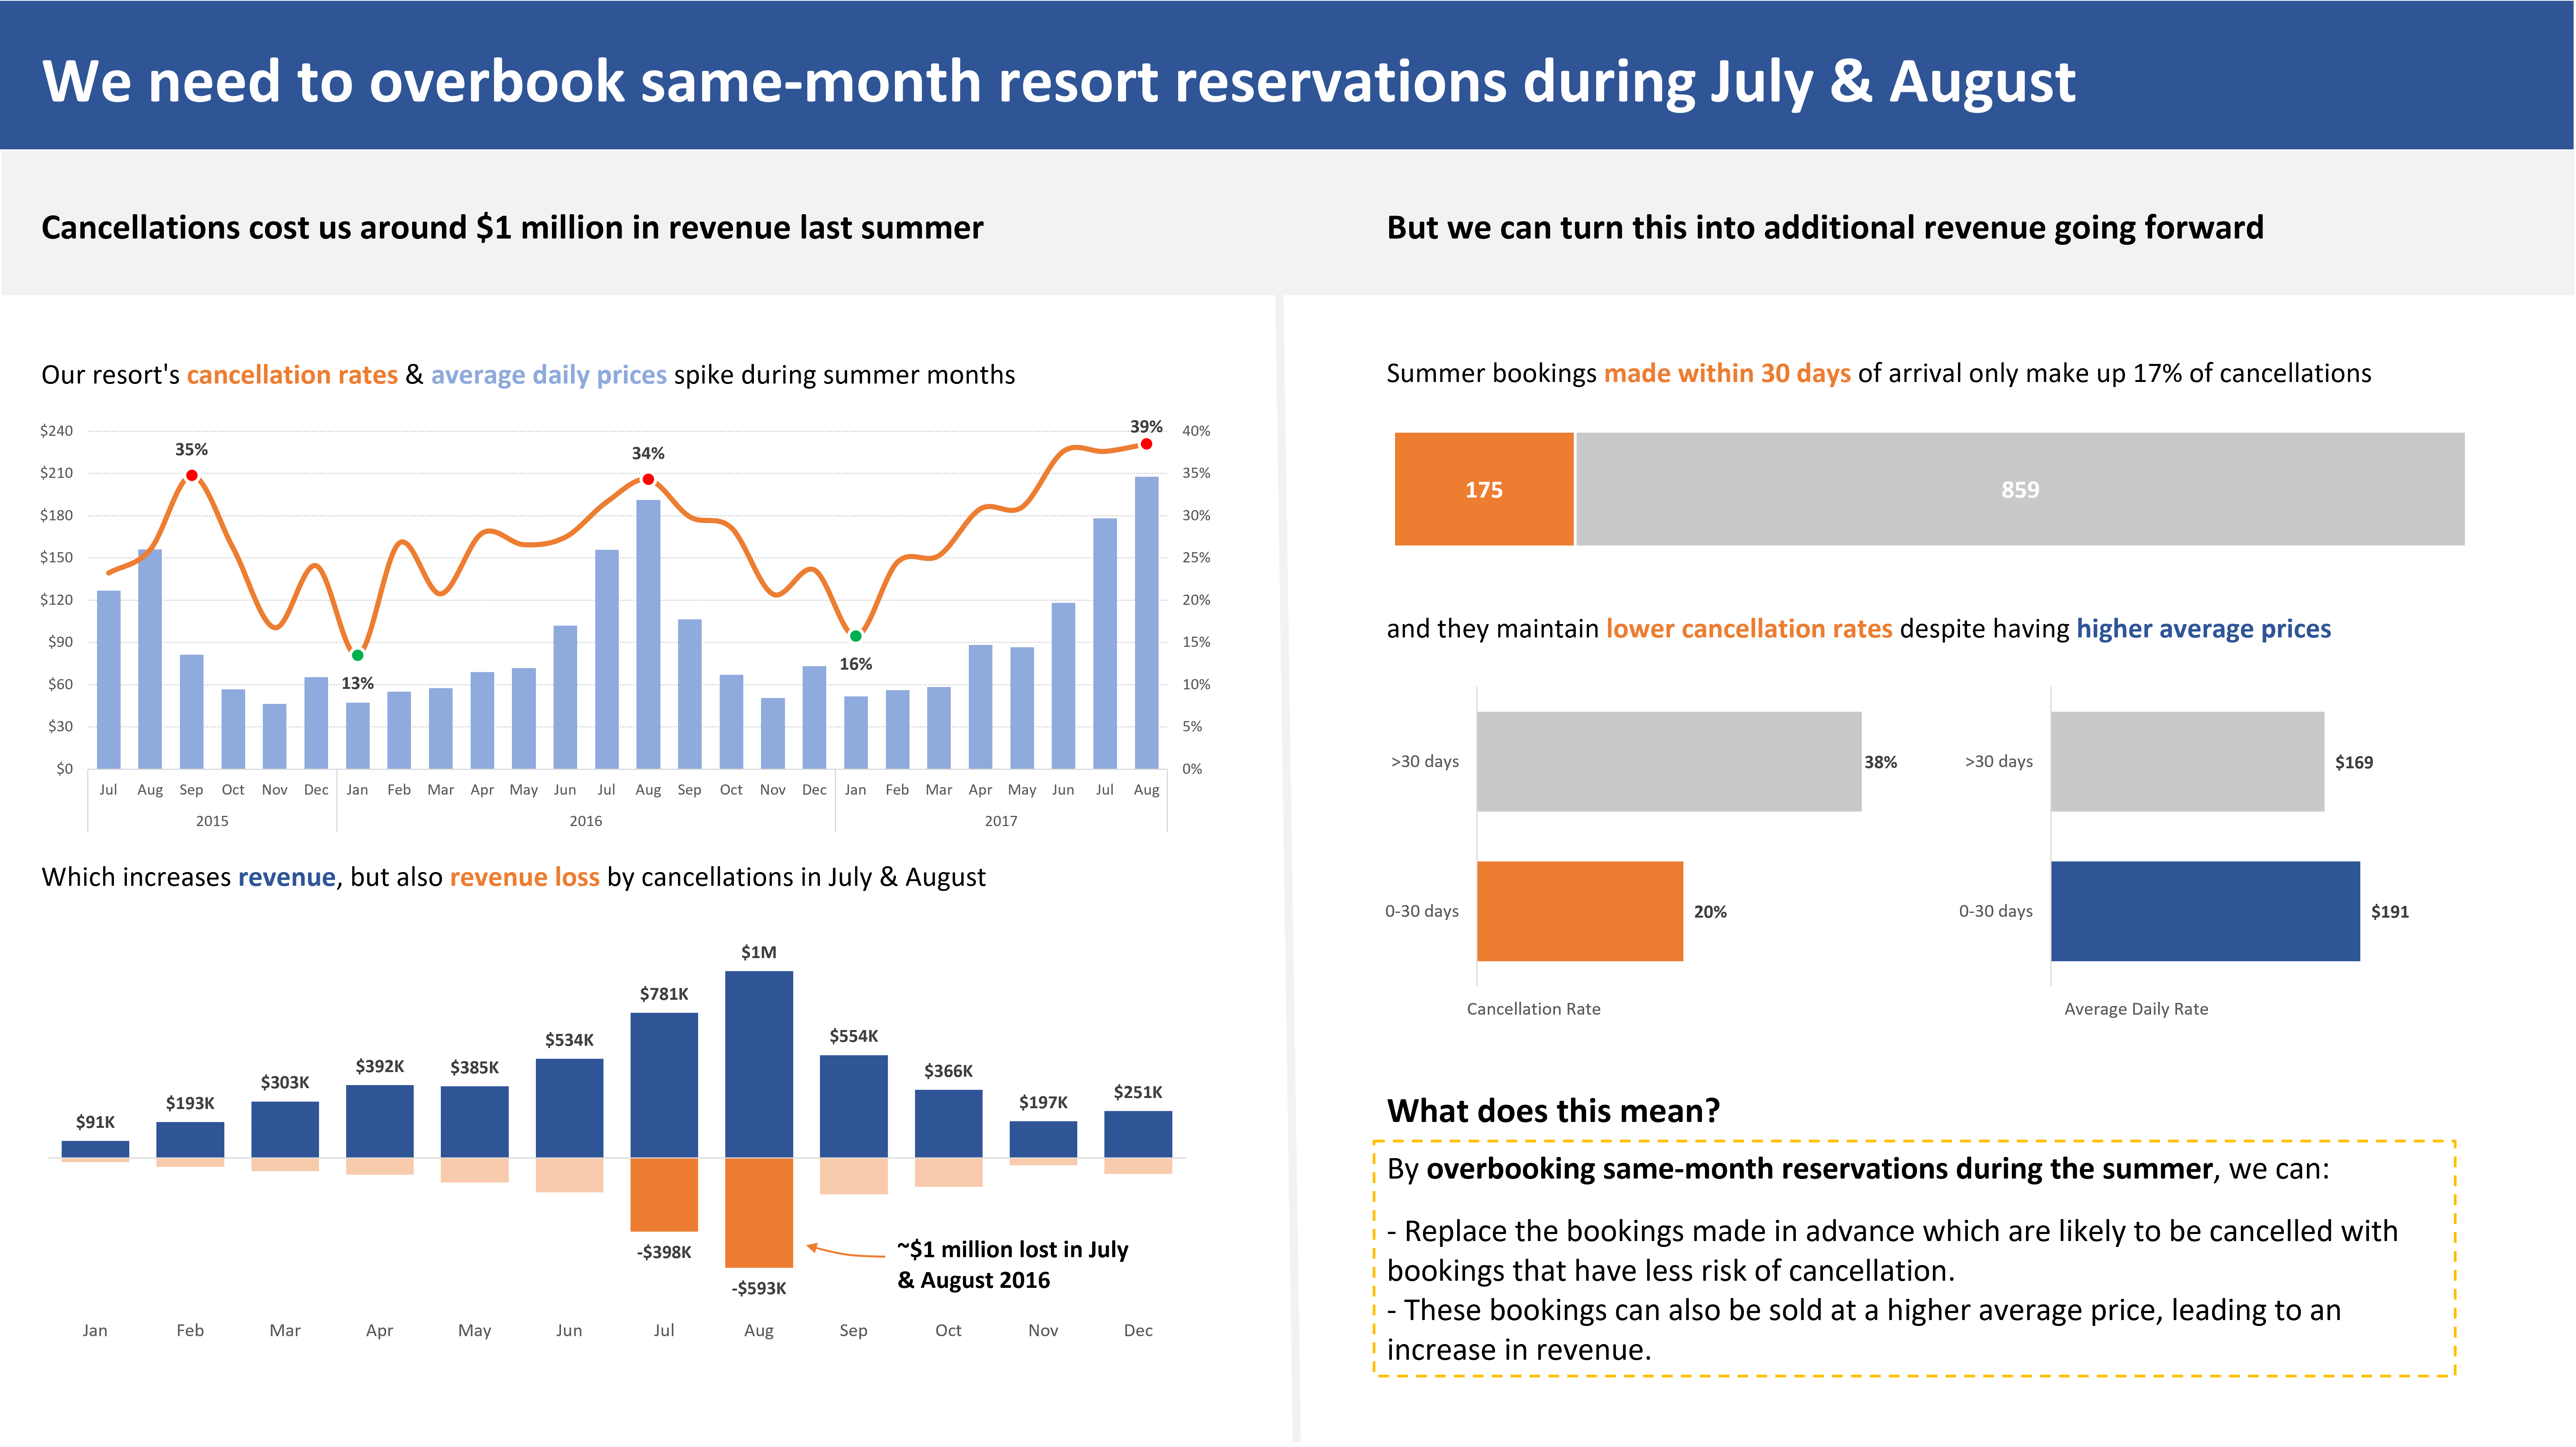 We need to overbook same-month resort reservations during July & August
Cancellations cost us around $1 million in revenue last summer
Our resort's cancellation rates & average daily prices spike during summer months
$240
$210
$180
$150
$120
$90
$60
$30
$0
40%
35%
30%
25%
20%
15%
10%
5%
0%
35%
13%
34%
16%
39%
Jul Aug Sep Oct Nov Dec Jan Feb Mar Apr May Jun Jul Aug Sep Oct Nov Dec Jan Feb Mar Apr May Jun Jul Aug
2015 2016 2017
Which increases revenue, but also revenue loss by cancellations in July & August
$91K $193K $303K $392K $385K $534K $781K $1M $554K $366K $197K $251K
-$398K
-$593K
~$1 million lost in July
& August 2016
Jan Feb Mar Apr May Jun Jul Aug Sep Oct Nov Dec
But we can turn this into additional revenue going forward
Summer bookings made within 30 days of arrival only make up 17% of cancellations
175 859
and they maintain lower cancellation rates despite having higher average prices
>30 days 38%
0-30 days 20%
Cancellation Rate
>30 days $169
0-30 days $191
Average Daily Rate
What does this mean?
By overbooking same-month reservations during the summer, we can:
- Replace the bookings made in advance which are likely to be cancelled with
bookings that have less risk of cancellation.
- These bookings can also be sold at a higher average price, leading to an
increase in revenue.